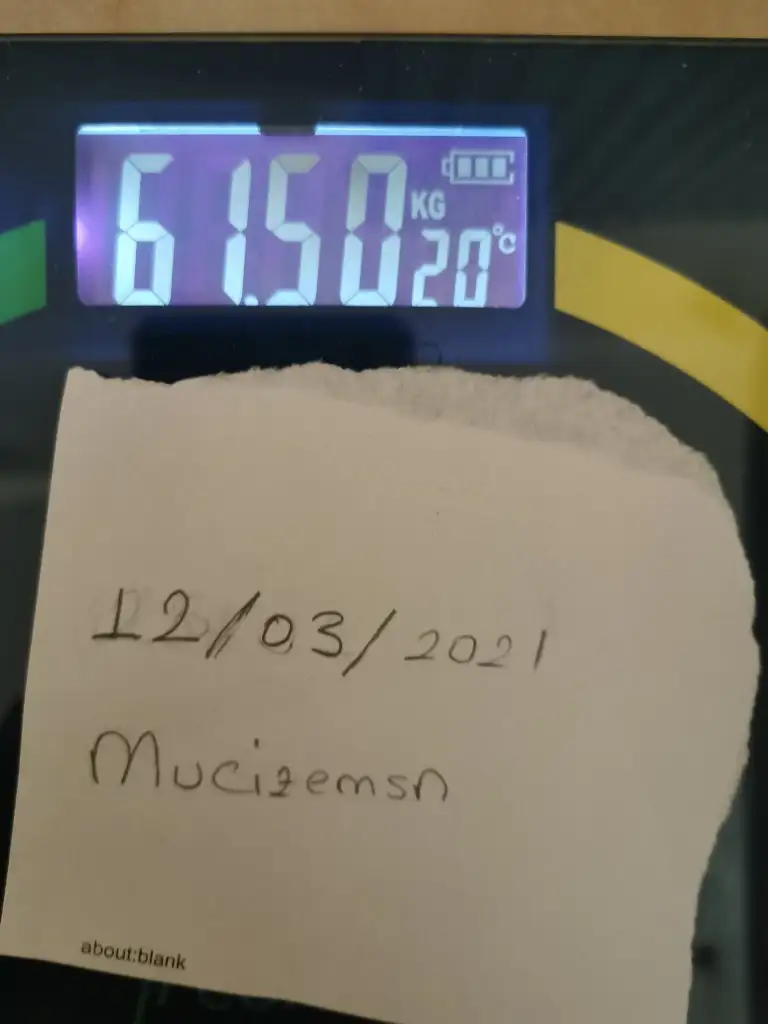 61.50 KG
20°C
12/03/2021
Mucizemsn
about:blank